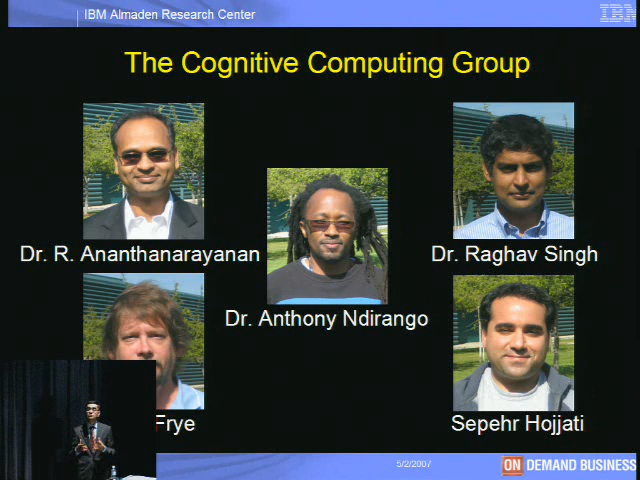 IBM Almaden Research Center
IBM
The Cognitive Computing Group
Dr. R. Ananthanarayanan
Dr. Raghav Singh
Dr. Anthony Ndirango
Frye
Sepehr Hojjati
5/2/2007
ON DEMAND BUSINESS